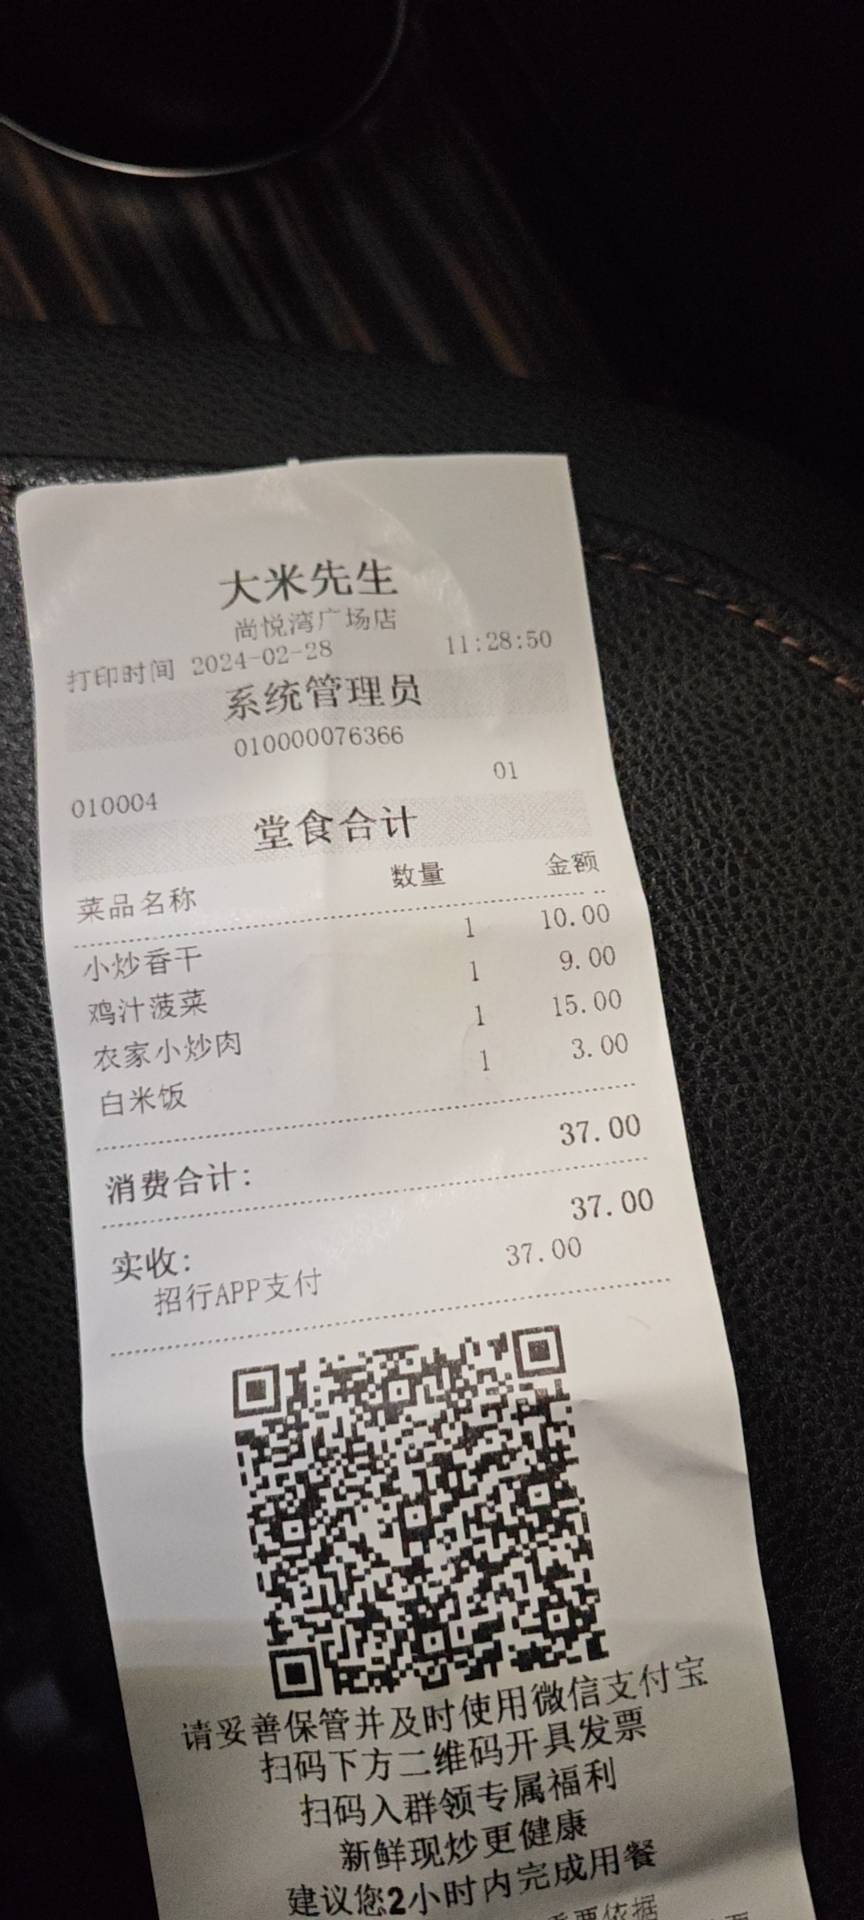 大米先生
尚悦湾广场店
打印时间 2024-02-28 11:28:50
系统管理员
010000076366
010004 01
堂食合计
菜品名称 数量 金额
小炒香干 1 10.00
鸡汁菠菜 1 9.00
农家小炒肉 1 15.00
白米饭 1 3.00
消费合计: 37.00
实收: 37.00
招行APP支付 37.00
请妥善保管并及时使用微信支付宝
扫码下方二维码开具发票
扫码入群领专属福利
新鲜现炒更健康
建议您2小时内完成用餐
重要依据